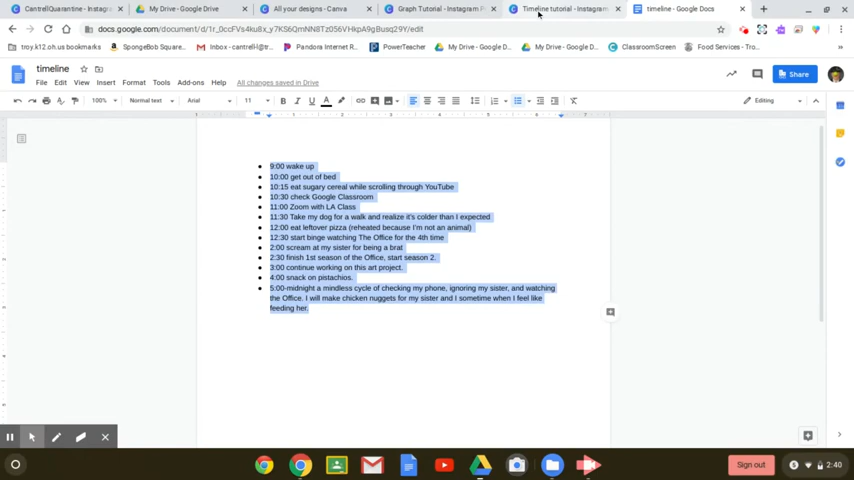 CantrellQuarantine - Instagr
My Drive - Google Drive
All your designs - Canva
Graph Tutorial - Instagram P
Timeline tutorial - Instagram
timeline - Google Docs
docs.google.com/document/d/1r_0ccFVs4ku8x_y7KS6QmNN8Tz056VHkpA9gBusq29Y/edit
troy.k12.oh.us bookmarks
SpongeBob Square...
Inbox - cantrell-h@t...
Pandora Internet R...
PowerTeacher
My Drive - Google D...
My Drive - Google D...
ClassroomScreen
Food Services - Tro...
timeline
File Edit View Insert Format Tools Add-ons Help All changes saved in Drive
Share
100% Normal text Arial 11 B I U A Editing
1 1 2 3 4 5 6 7
9:00 wake up
10:00 get out of bed
10:15 eat sugary cereal while scrolling through YouTube
10:30 check Google Classroom
11:00 Zoom with LA Class
11:30 Take my dog for a walk and realize it's colder than I expected
12:00 eat leftover pizza (reheated because I'm not an animal)
12:30 start binge watching The Office for the 4th time
2:00 scream at my sister for being a brat
2:30 finish 1st season of the Office, start season 2.
3:00 continue working on this art project.
4:00 snack on pistachios.
5:00-midnight a mindless cycle of checking my phone, ignoring my sister, and watching
the Office. I will make chicken nuggets for my sister and I sometime when I feel like
feeding her.
Sign out
2:40